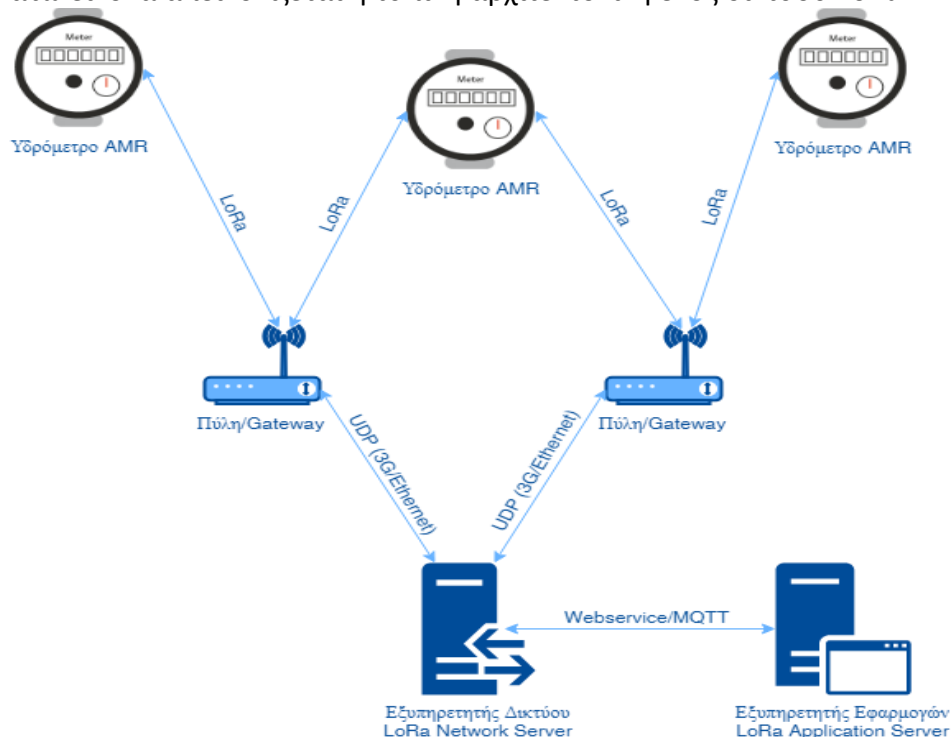 Meter
Meter
Meter
Υδρόμετρο AMR
Υδρόμετρο AMR
Υδρόμετρο AMR
LoRa
LoRa
LoRa
LoRa
Πύλη/Gateway
Πύλη/Gateway
UDP (3G/Ethernet)
UDP (3G/Ethernet)
Webservice/MQTT
Εξυπηρετητής Δικτύου
LoRa Network Server
Εξυπηρετητής Εφαρμογών
LoRa Application Server